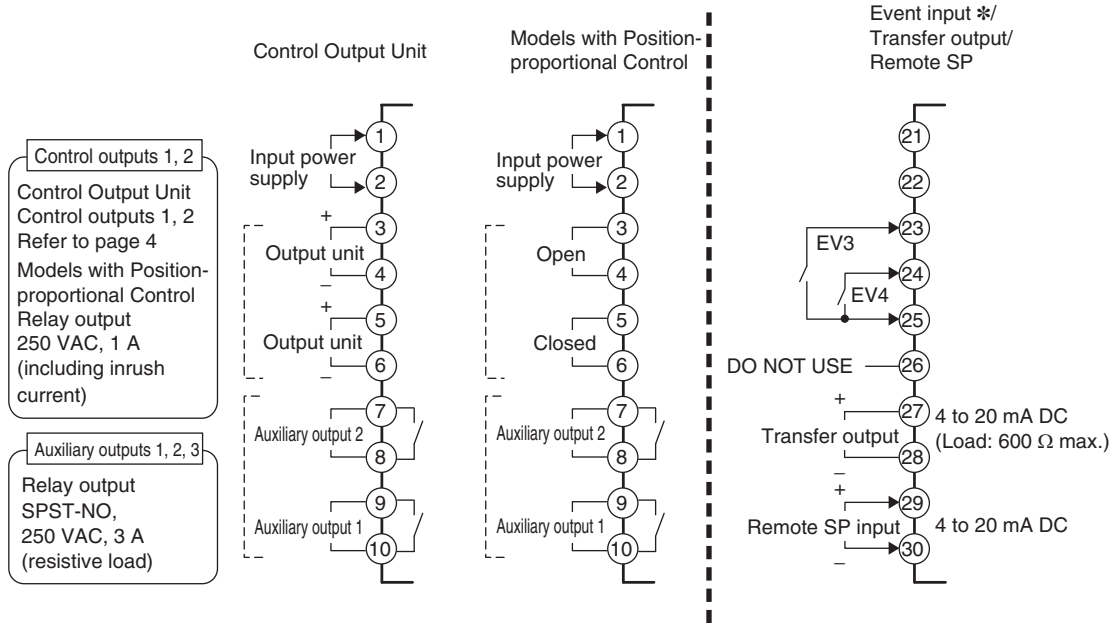 Control outputs 1, 2
Control Output Unit
Control outputs 1, 2
Refer to page 4
Models with Position-
proportional Control
Relay output
250 VAC, 1 A
(including inrush
current)
Auxiliary outputs 1, 2, 3
Relay output
SPST-NO,
250 VAC, 3 A
(resistive load)
Control Output Unit
1
Input power
supply
2
+
3
Output unit
4
−
+
5
Output unit
6
−
7
Auxiliary output 2
8
9
Auxiliary output 1
10
Models with Position-
proportional Control
1
Input power
supply
2
3
Open
4
5
Closed
6
7
Auxiliary output 2
8
9
Auxiliary output 1
10
Event input ✻/
Transfer output/
Remote SP
21
22
23
EV3
24
EV4
25
DO NOT USE
26
+
27
4 to 20 mA DC
Transfer output
(Load: 600 Ω max.)
28
−
+
29
Remote SP input
4 to 20 mA DC
30
−